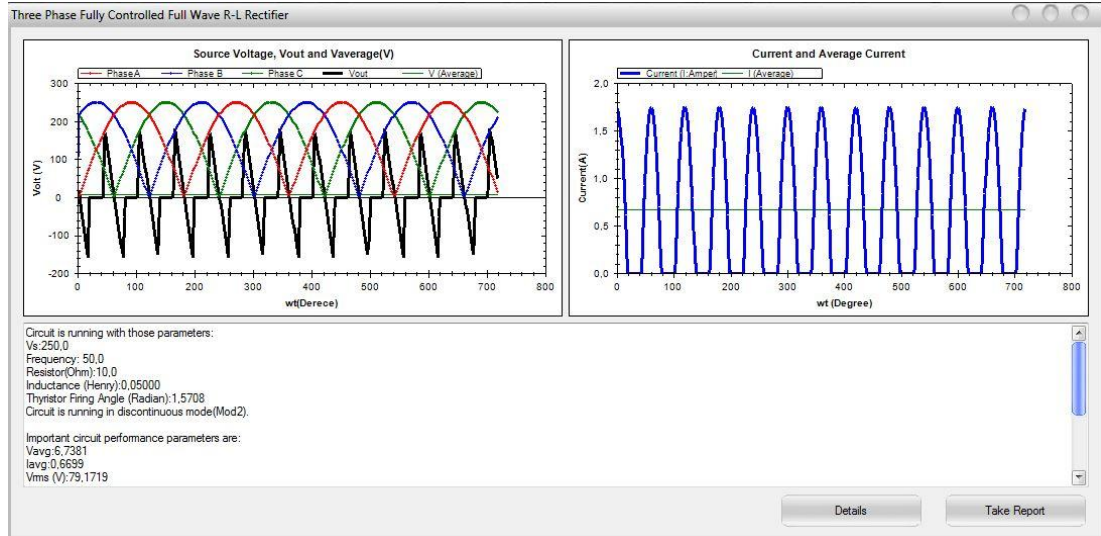 Three Phase Fully Controlled Full Wave R-L Rectifier
Source Voltage, Vout and Vaverage(V)
PhaseA Phase B Phase C Vout V (Average)
300
200
100
0
-100
-200
Volt (V)
0 100 200 300 400 500 600 700 800
wt(Derece)
Current and Average Current
Current (I:Amper) I (Average)
2,0
1,5
1,0
0,5
0,0
Current(A)
0 100 200 300 400 500 600 700 800
wt (Degree)
Circuit is running with those parameters:
Vs:250,0
Frequency: 50,0
Resistor(Ohm):10,0
Inductance (Henry):0,05000
Thyristor Firing Angle (Radian):1,5708
Circuit is running in discontinuous mode(Mod2).
Important circuit performance parameters are:
Vavg:6,7381
Iavg:0,6699
Vrms (V):79,1719
Details
Take Report